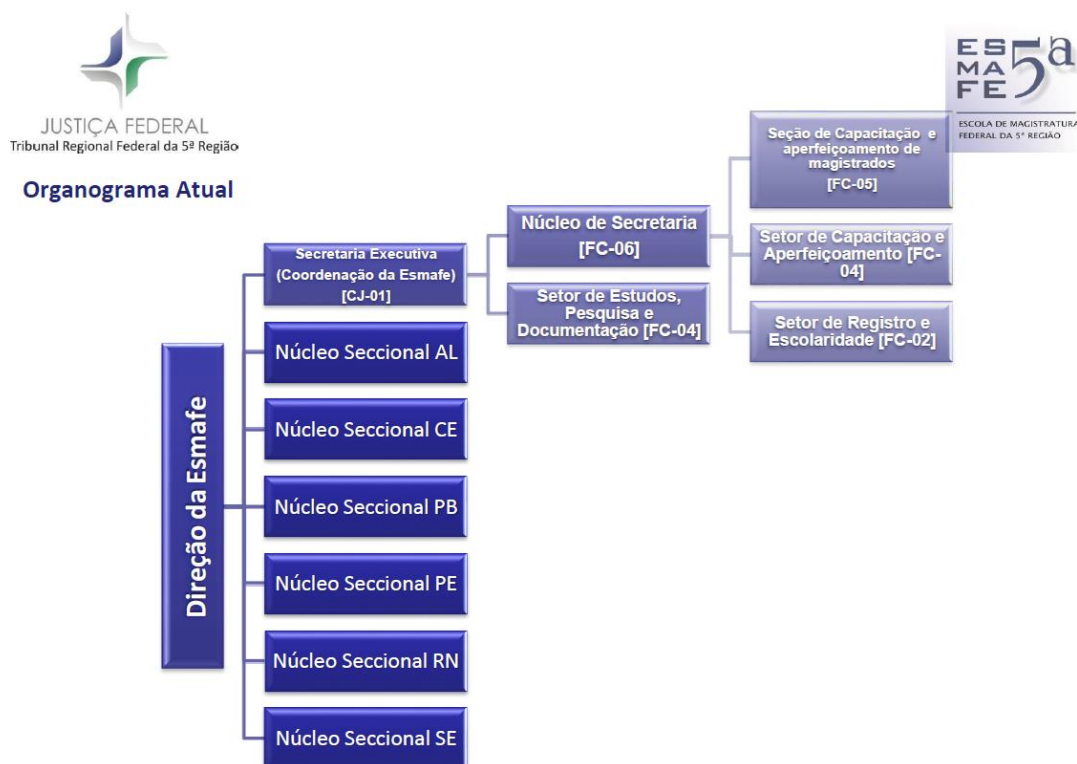 JUSTIÇA FEDERAL
Tribunal Regional Federal da 5ª Região
Organograma Atual
ES
MA
FE
5ª
ESCOLA DE MAGISTRATURA
FEDERAL DA 5ª REGIÃO
Direção da Esmafe
Secretaria Executiva
(Coordenação da Esmafe)
[CJ-01]
Núcleo Seccional AL
Núcleo Seccional CE
Núcleo Seccional PB
Núcleo Seccional PE
Núcleo Seccional RN
Núcleo Seccional SE
Núcleo de Secretaria
[FC-06]
Setor de Estudos,
Pesquisa e
Documentação [FC-04]
Seção de Capacitação e
aperfeiçoamento de
magistrados
[FC-05]
Setor de Capacitação e
Aperfeiçoamento [FC-
04]
Setor de Registro e
Escolaridade [FC-02]